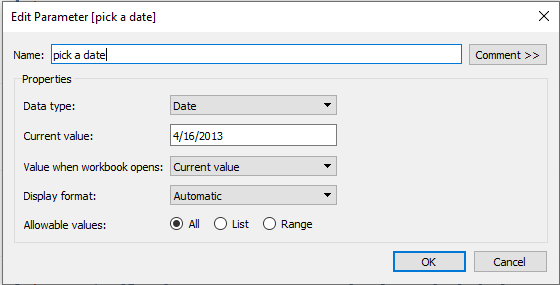 Edit Parameter [pick a date]
Name: pick a date Comment >>
Properties
Data type: Date
Current value: 4/16/2013
Value when workbook opens: Current value
Display format: Automatic
Allowable values: All List Range
OK Cancel